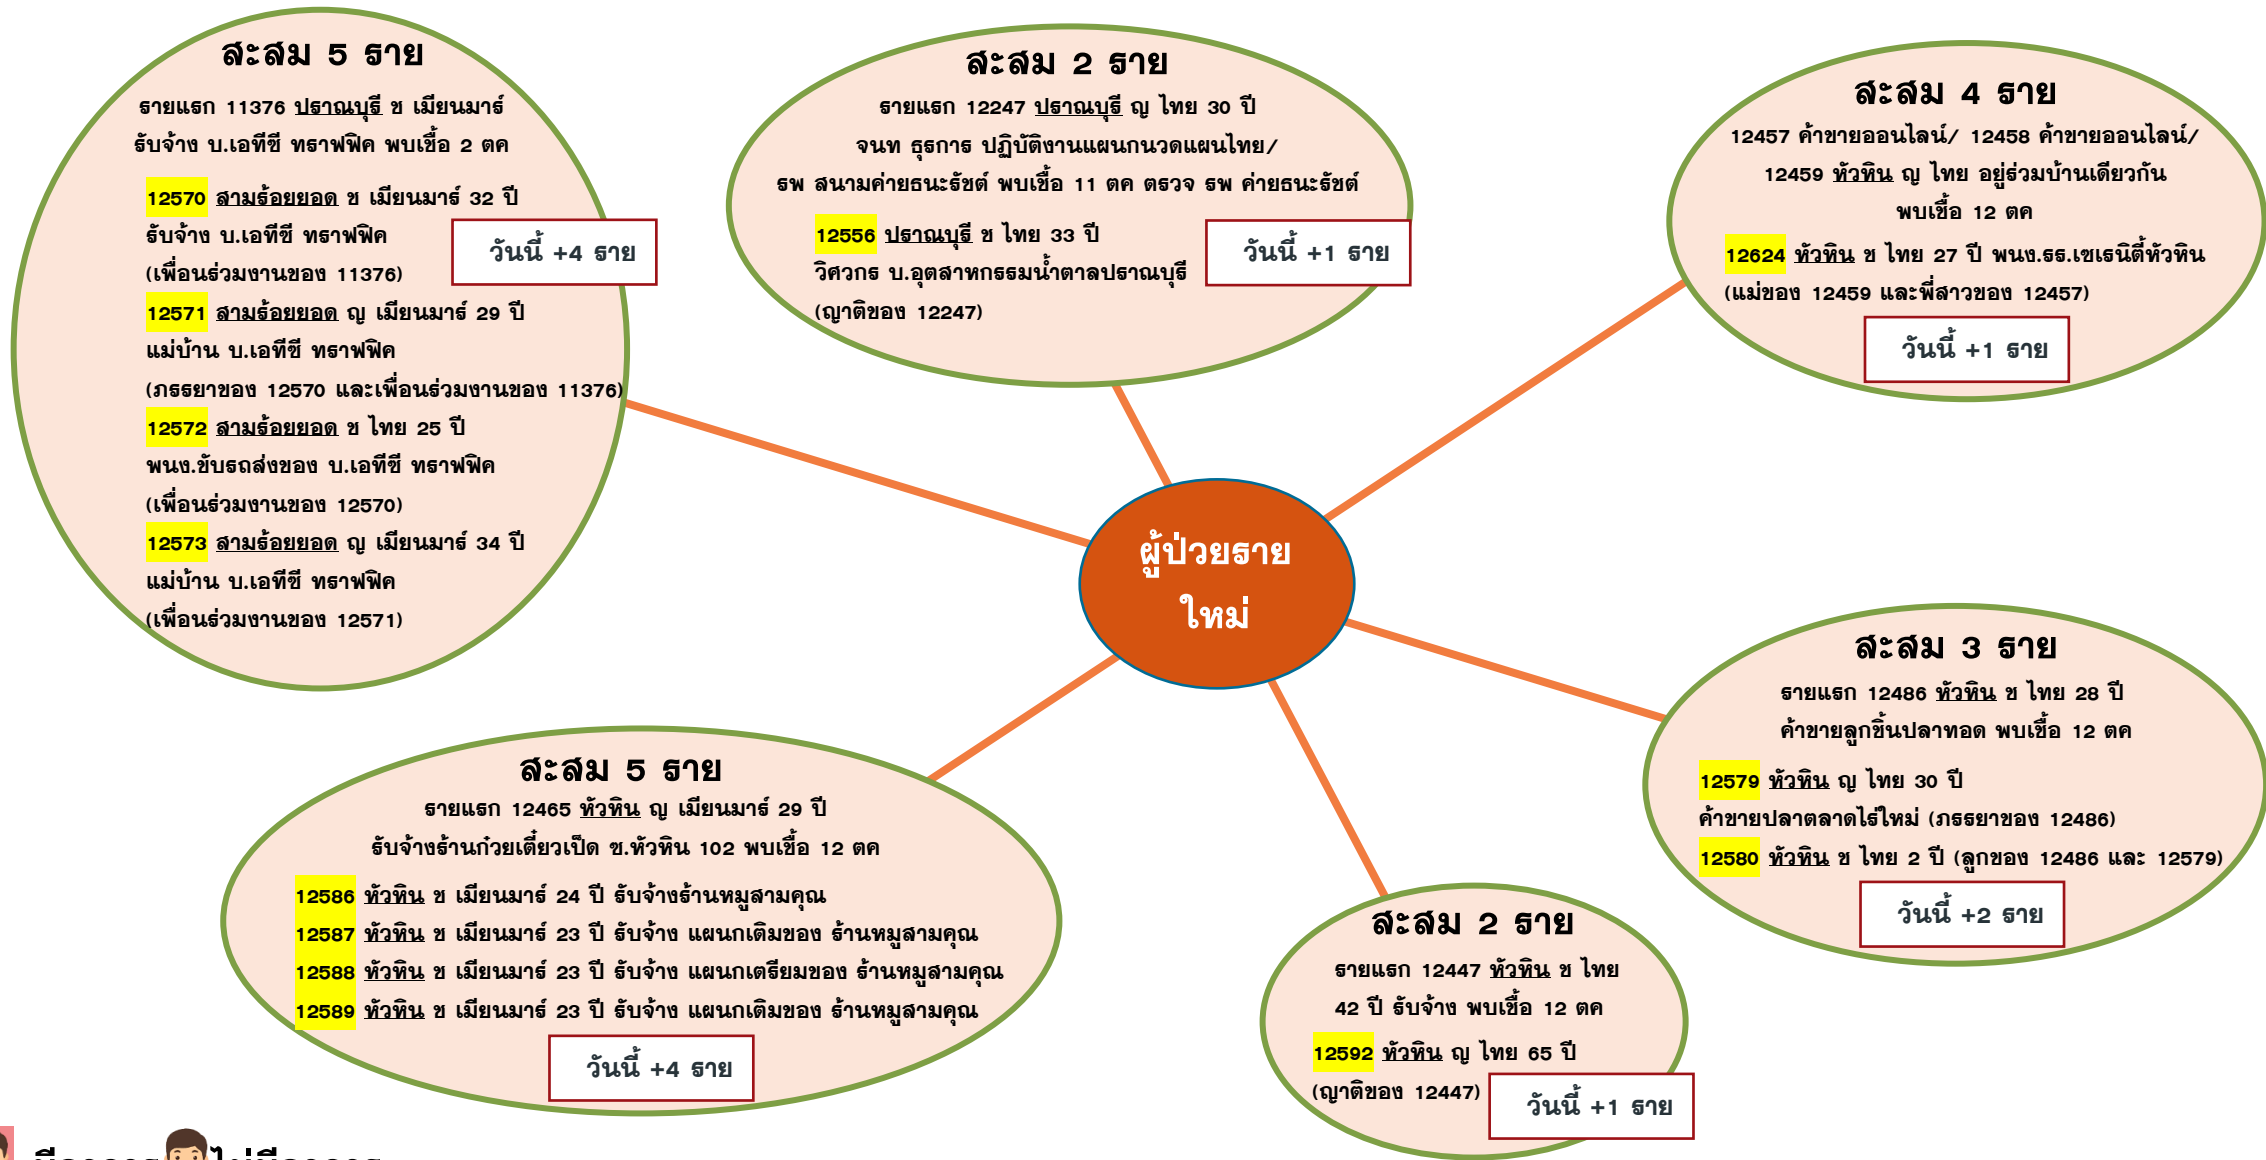 สะสม 5 ราย
รายแรก 11376 ปราณบุรี ช เมียนมาร์
รับจ้าง บ.เอทีซี ทราฟฟิค พบเชื้อ 2 ตค
12570 สามร้อยยอด ช เมียนมาร์ 32 ปี
รับจ้าง บ.เอทีซี ทราฟฟิค
(เพื่อนร่วมงานของ 11376)
12571 สามร้อยยอด ญ เมียนมาร์ 29 ปี
แม่บ้าน บ.เอทีซี ทราฟฟิค
(ภรรยาของ 12570 และเพื่อนร่วมงานของ 11376)
12572 สามร้อยยอด ช ไทย 25 ปี
พนง.ขับรถส่งของ บ.เอทีซี ทราฟฟิค
(เพื่อนร่วมงานของ 12570)
12573 สามร้อยยอด ญ เมียนมาร์ 34 ปี
แม่บ้าน บ.เอทีซี ทราฟฟิค
(เพื่อนร่วมงานของ 12571)
วันนี้ +4 ราย
สะสม 2 ราย
รายแรก 12247 ปราณบุรี ญ ไทย 30 ปี
จนท ธุรการ ปฏิบัติงานแผนกนวดแผนไทย/
รพ สนามค่ายธนะรัชต์ พบเชื้อ 11 ตค ตรวจ รพ ค่ายธนะรัชต์
12556 ปราณบุรี ช ไทย 33 ปี
วิศวกร บ.อุตสาหกรรมน้ำตาลปราณบุรี
(ญาติของ 12247)
วันนี้ +1 ราย
สะสม 4 ราย
12457 ค้าขายออนไลน์/ 12458 ค้าขายออนไลน์/
12459 หัวหิน ญ ไทย อยู่ร่วมบ้านเดียวกัน
พบเชื้อ 12 ตค
12624 หัวหิน ช ไทย 27 ปี พนง.รร.เซเรนิตี้หัวหิน
(แม่ของ 12459 และพี่สาวของ 12457)
วันนี้ +1 ราย
ผู้ป่วยราย
ใหม่
สะสม 3 ราย
รายแรก 12486 หัวหิน ช ไทย 28 ปี
ค้าขายลูกชิ้นปลาทอด พบเชื้อ 12 ตค
12579 หัวหิน ญ ไทย 30 ปี
ค้าขายปลาตลาดไร่ใหม่ (ภรรยาของ 12486)
12580 หัวหิน ช ไทย 2 ปี (ลูกของ 12486 และ 12579)
วันนี้ +2 ราย
สะสม 5 ราย
รายแรก 12465 หัวหิน ญ เมียนมาร์ 29 ปี
รับจ้างร้านก๋วยเตี๋ยวเป็ด ซ.หัวหิน 102 พบเชื้อ 12 ตค
12586 หัวหิน ช เมียนมาร์ 24 ปี รับจ้างร้านหมูสามคุณ
12587 หัวหิน ช เมียนมาร์ 23 ปี รับจ้าง แผนกเติมของ ร้านหมูสามคุณ
12588 หัวหิน ช เมียนมาร์ 23 ปี รับจ้าง แผนกเตรียมของ ร้านหมูสามคุณ
12589 หัวหิน ช เมียนมาร์ 23 ปี รับจ้าง แผนกเติมของ ร้านหมูสามคุณ
วันนี้ +4 ราย
สะสม 2 ราย
รายแรก 12447 หัวหิน ช ไทย
42 ปี รับจ้าง พบเชื้อ 12 ตค
12592 หัวหิน ญ ไทย 65 ปี
(ญาติของ 12447)
วันนี้ +1 ราย